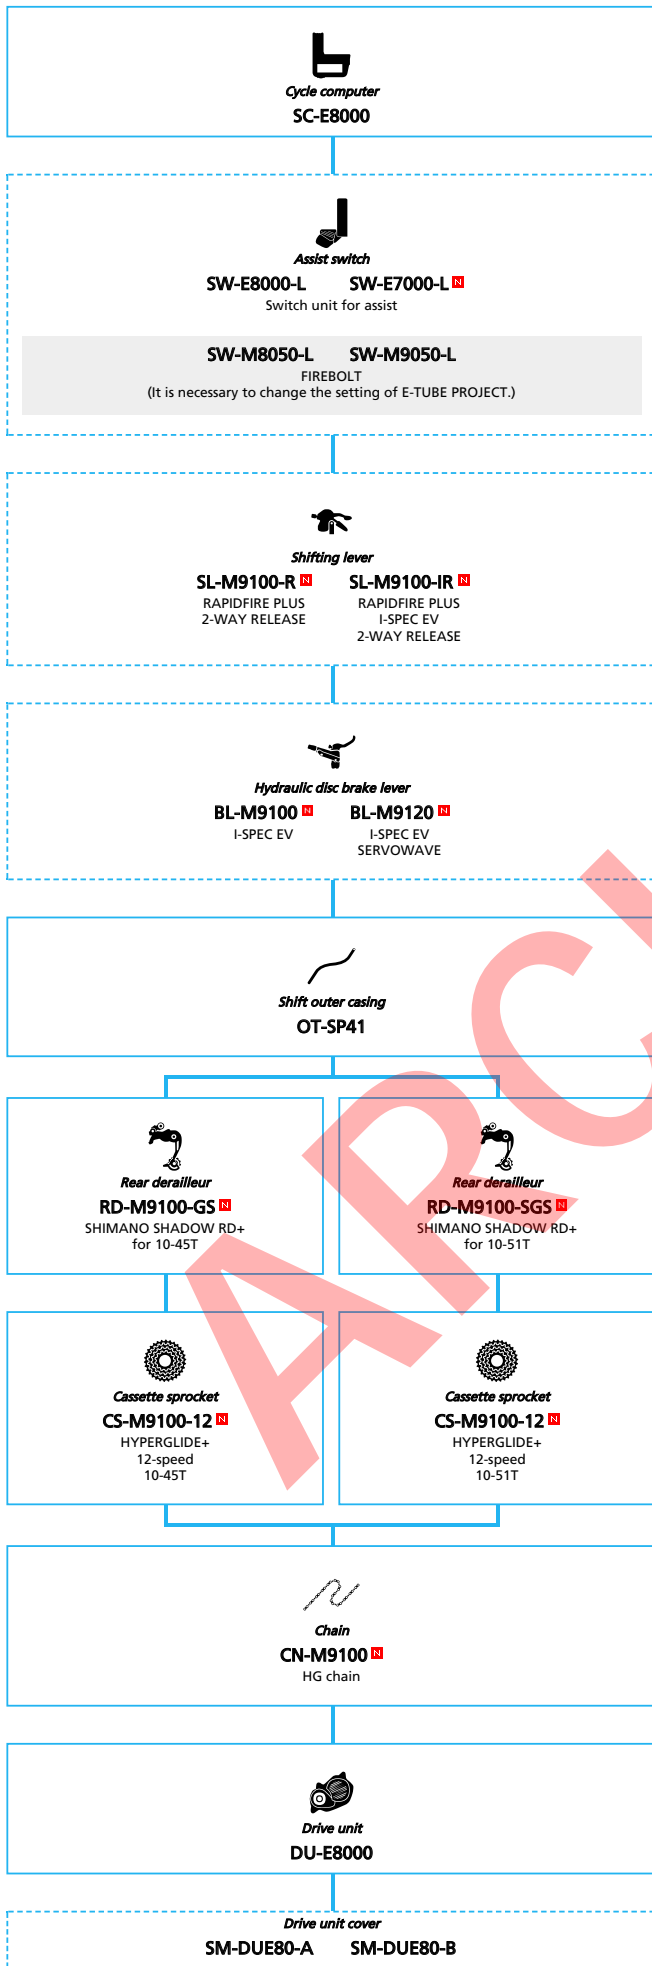 Cycle computer
SC-E8000
Assist switch
SW-E8000-L SW-E7000-L N
Switch unit for assist
SW-M8050-L SW-M9050-L
FIREBOLT
(It is necessary to change the setting of E-TUBE PROJECT.)
Shifting lever
SL-M9100-R N SL-M9100-IR N
RAPIDFIRE PLUS RAPIDFIRE PLUS
2-WAY RELEASE I-SPEC EV
2-WAY RELEASE
Hydraulic disc brake lever
BL-M9100 N BL-M9120 N
I-SPEC EV I-SPEC EV
SERVOWAVE
Shift outer casing
OT-SP41
Rear derailleur Rear derailleur
RD-M9100-GS N RD-M9100-SGS N
SHIMANO SHADOW RD+ SHIMANO SHADOW RD+
for 10-45T for 10-51T
Cassette sprocket Cassette sprocket
CS-M9100-12 N CS-M9100-12 N
HYPERGLIDE+ HYPERGLIDE+
12-speed 12-speed
10-45T 10-51T
Chain
CN-M9100 N
HG chain
Drive unit
DU-E8000
Drive unit cover
SM-DUE80-A SM-DUE80-B